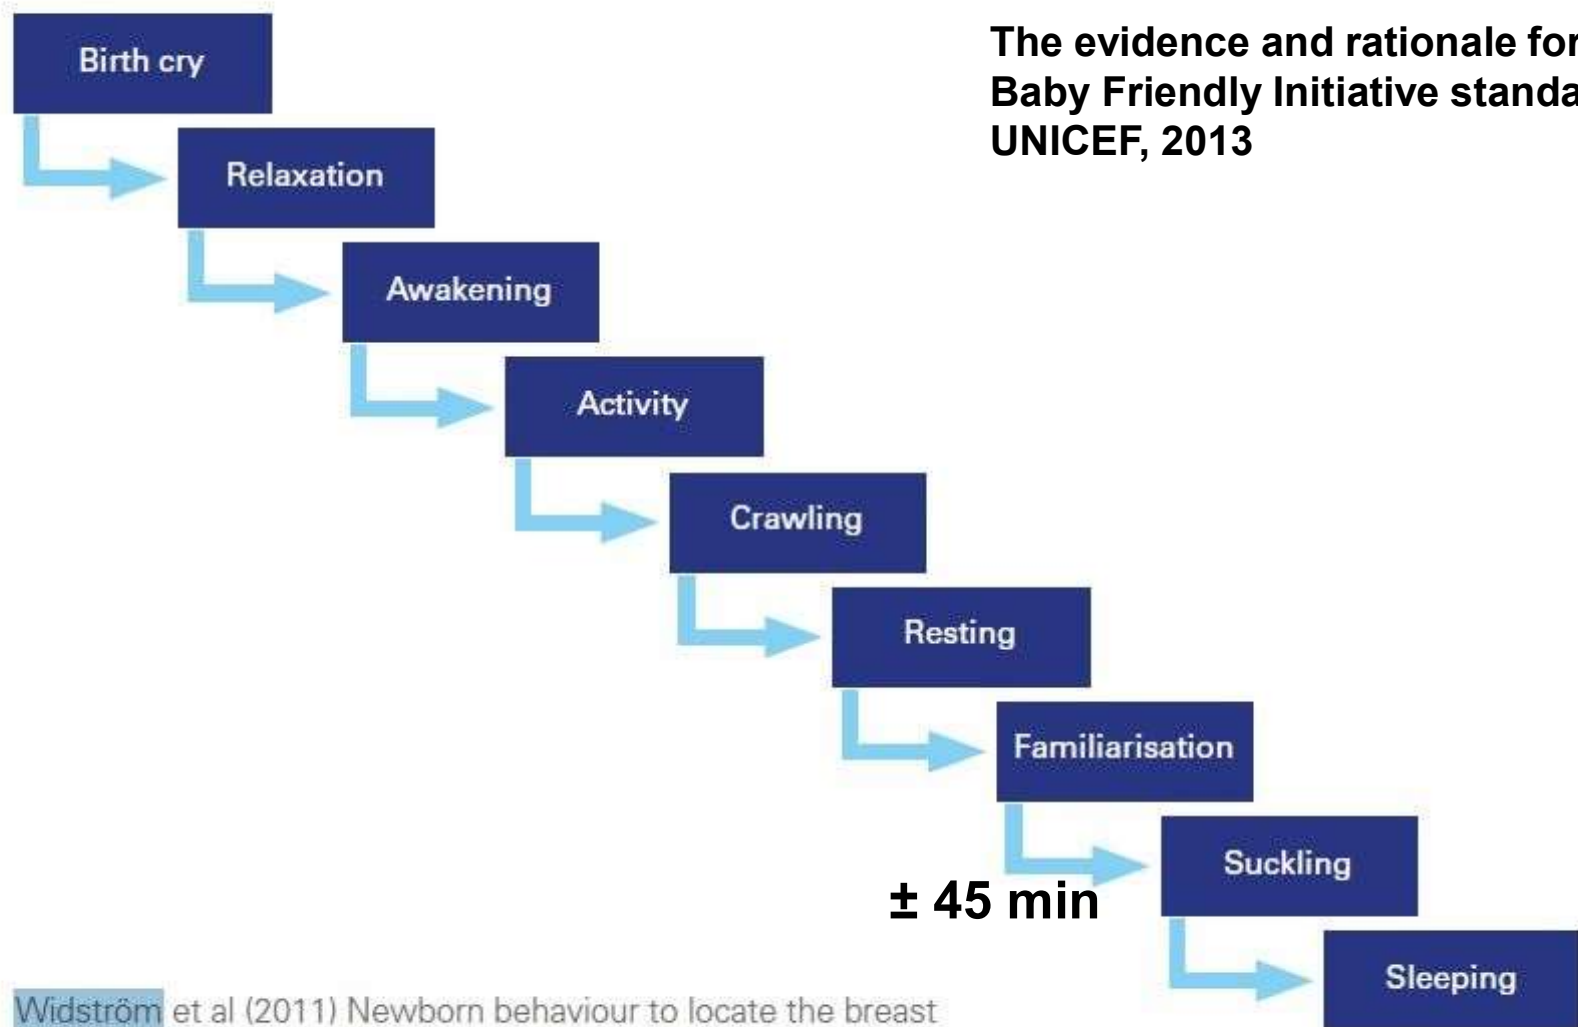 The evidence and rationale for
Baby Friendly Initiative standa
UNICEF, 2013
Birth cry
Relaxation
Awakening
Activity
Crawling
Resting
Familiarisation
Suckling
± 45 min
Sleeping
Widström et al (2011) Newborn behaviour to locate the breast